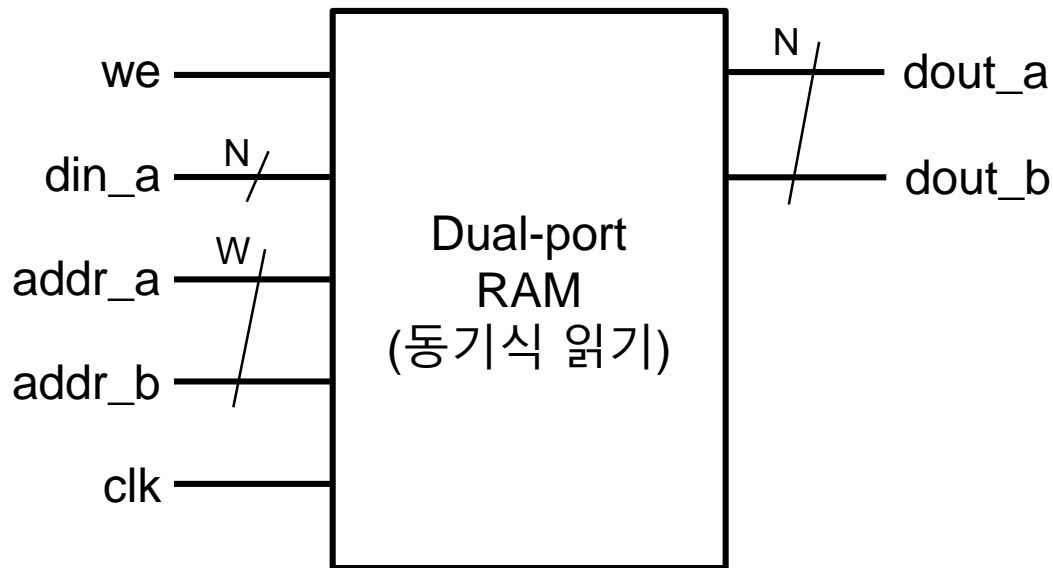 we
din_a
N
addr_a
W
addr_b
clk
Dual-port
RAM
(동기식 읽기)
N
dout_a
dout_b